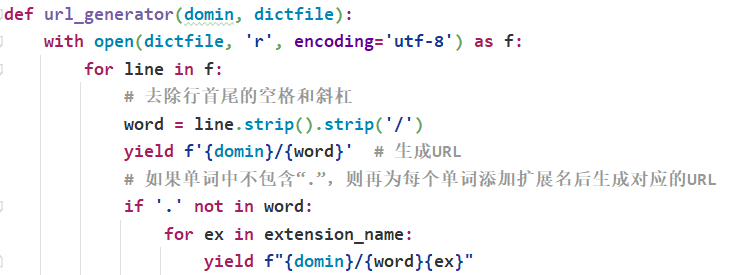 def url_generator(domin, dictfile):
    with open(dictfile, 'r', encoding='utf-8') as f:
        for line in f:
            # 去除行首尾的空格和斜杠
            word = line.strip().strip('/')
            yield f'{domin}/{word}'  # 生成URL
            # 如果单词中不包含“.”，则再为每个单词添加扩展名后生成对应的URL
            if '.' not in word:
                for ex in extension_name:
                    yield f"{domin}/{word}{ex}"